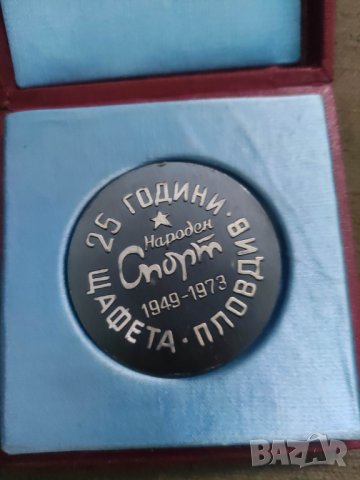 25 ГОДИНИ · ЩАФЕТА · ПЛОВДИВ
Народен
Спорт
1949-1973
BAZAR